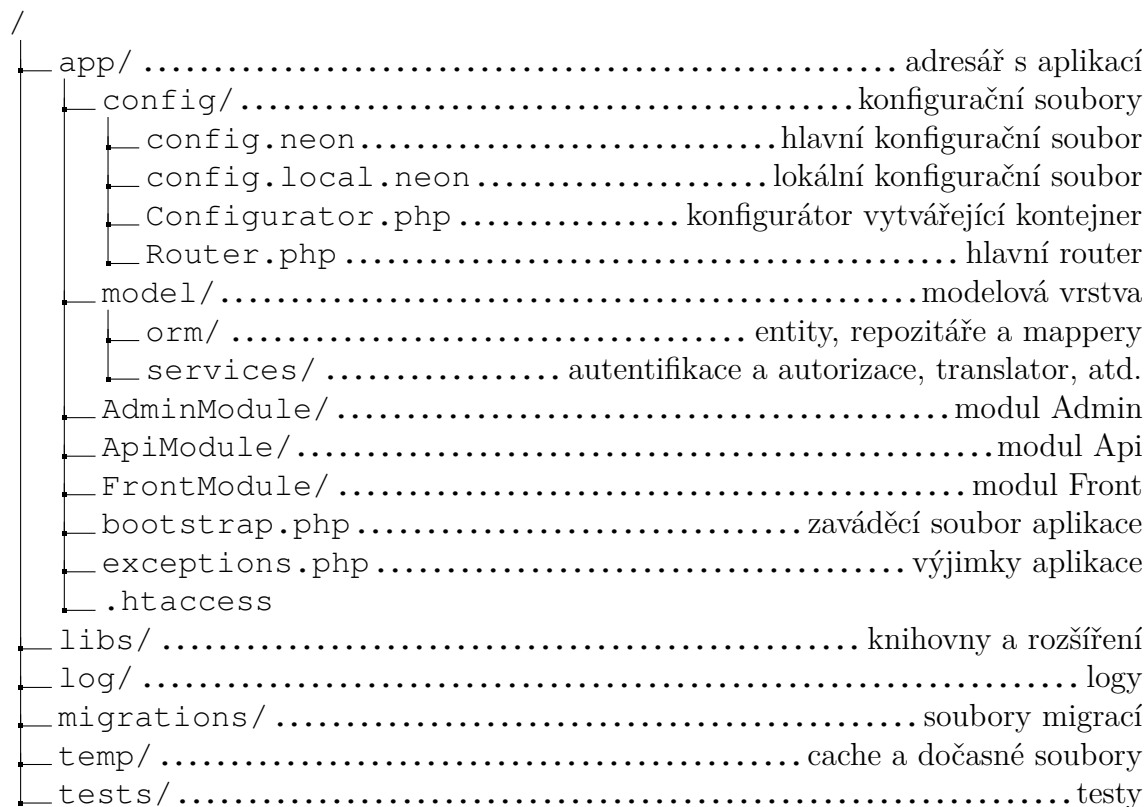 /
app/ ........ adresář s aplikací
config/ ........ konfigurační soubory
config.neon ........ hlavní konfigurační soubor
config.local.neon ........ lokální konfigurační soubor
Configurator.php ........ konfigurátor vytvářející kontejner
Router.php ........ hlavní router
model/ ........ modelová vrstva
orm/ ........ entity, repozitáře a mappery
services/ ........ autentifikace a autorizace, translator, atd.
AdminModule/ ........ modul Admin
ApiModule/ ........ modul Api
FrontModule/ ........ modul Front
bootstrap.php ........ zaváděcí soubor aplikace
exceptions.php ........ výjimky aplikace
.htaccess
libs/ ........ knihovny a rozšíření
log/ ........ logy
migrations/ ........ soubory migrací
temp/ ........ cache a dočasné soubory
tests/ ........ testy